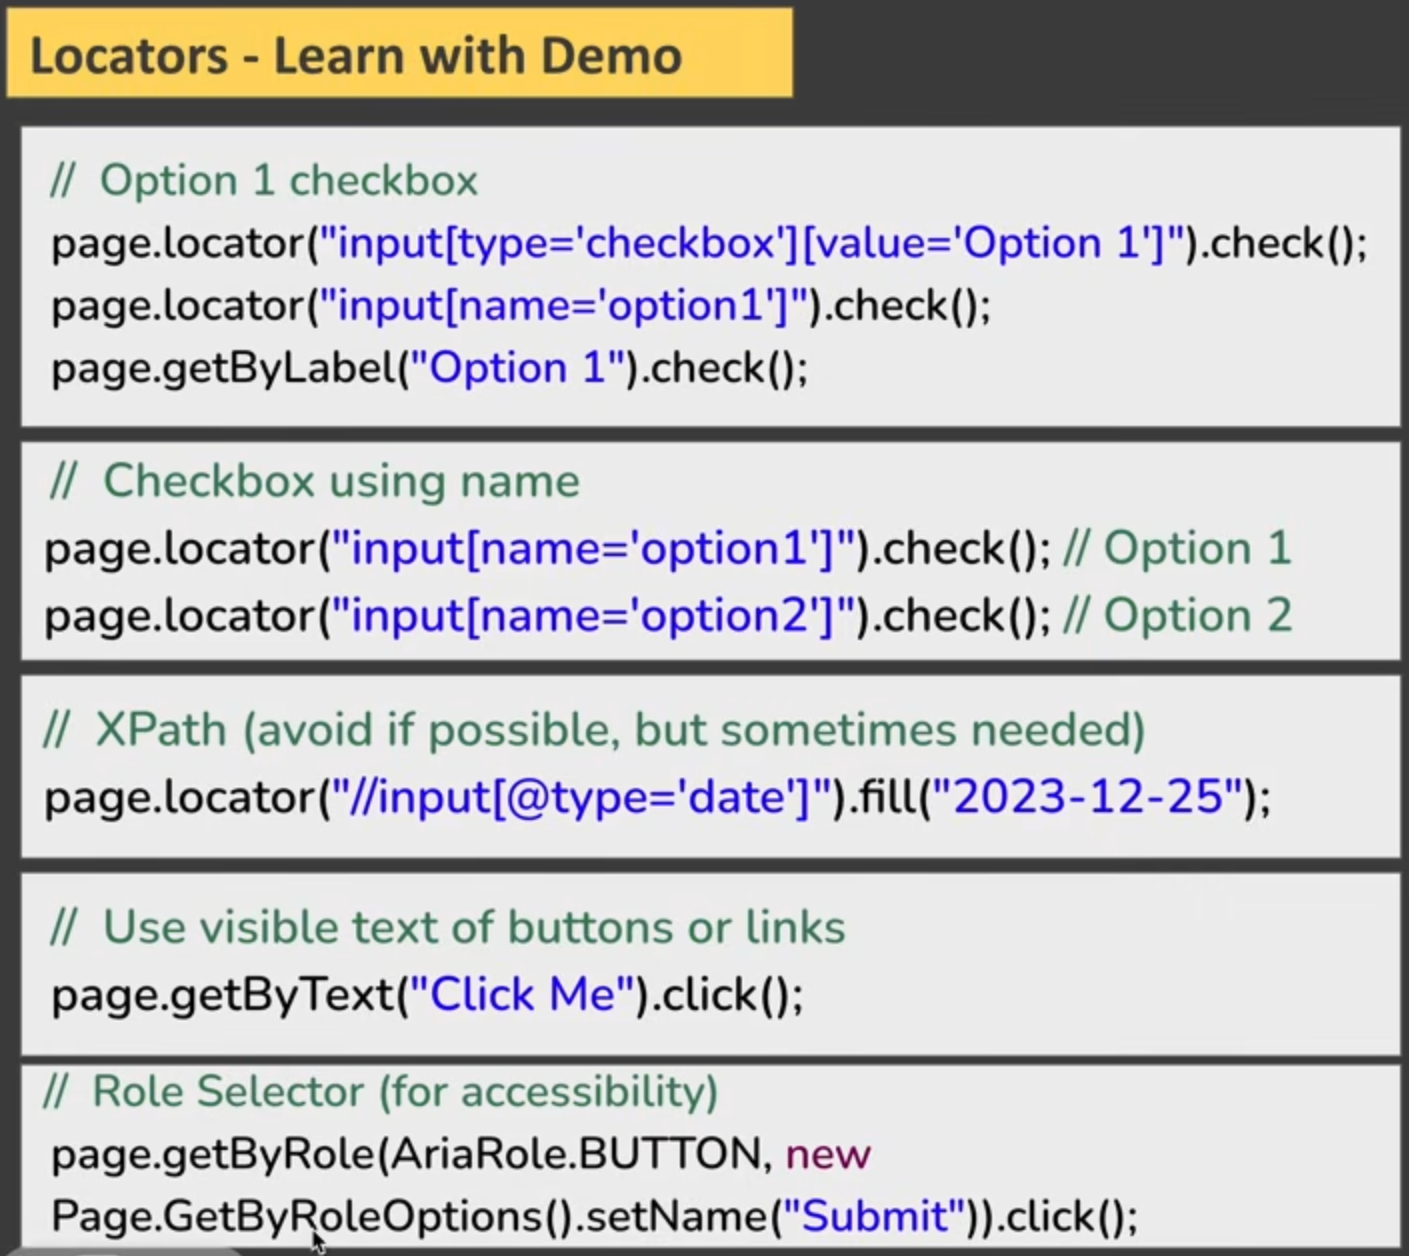 Locators - Learn with Demo
// Option 1 checkbox
page.locator("input[type='checkbox'][value='Option 1']").check();
page.locator("input[name='option1']").check();
page.getByLabel("Option 1").check();
// Checkbox using name
page.locator("input[name='option1']").check(); // Option 1
page.locator("input[name='option2']").check(); // Option 2
// XPath (avoid if possible, but sometimes needed)
page.locator("//input[@type='date']").fill("2023-12-25");
// Use visible text of buttons or links
page.getByText("Click Me").click();
// Role Selector (for accessibility)
page.getByRole(AriaRole.BUTTON, new
Page.GetByRoleOptions().setName("Submit")).click();